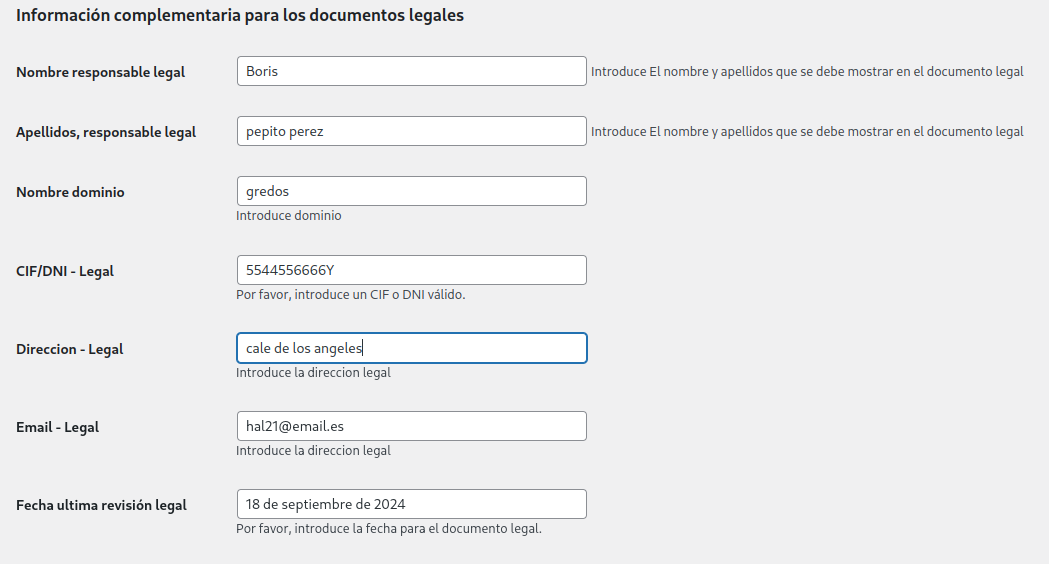 Información complementaria para los documentos legales
Nombre responsable legal Boris Introduce El nombre y apellidos que se debe mostrar en el documento legal
Apellidos, responsable legal pepito perez Introduce El nombre y apellidos que se debe mostrar en el documento legal
Nombre dominio gredos
Introduce dominio
CIF/DNI - Legal 5544556666Y
Por favor, introduce un CIF o DNI válido.
Direccion - Legal cale de los angeles
Introduce la direccion legal
Email - Legal hal21@email.es
Introduce la direccion legal
Fecha ultima revisión legal 18 de septiembre de 2024
Por favor, introduce la fecha para el documento legal.